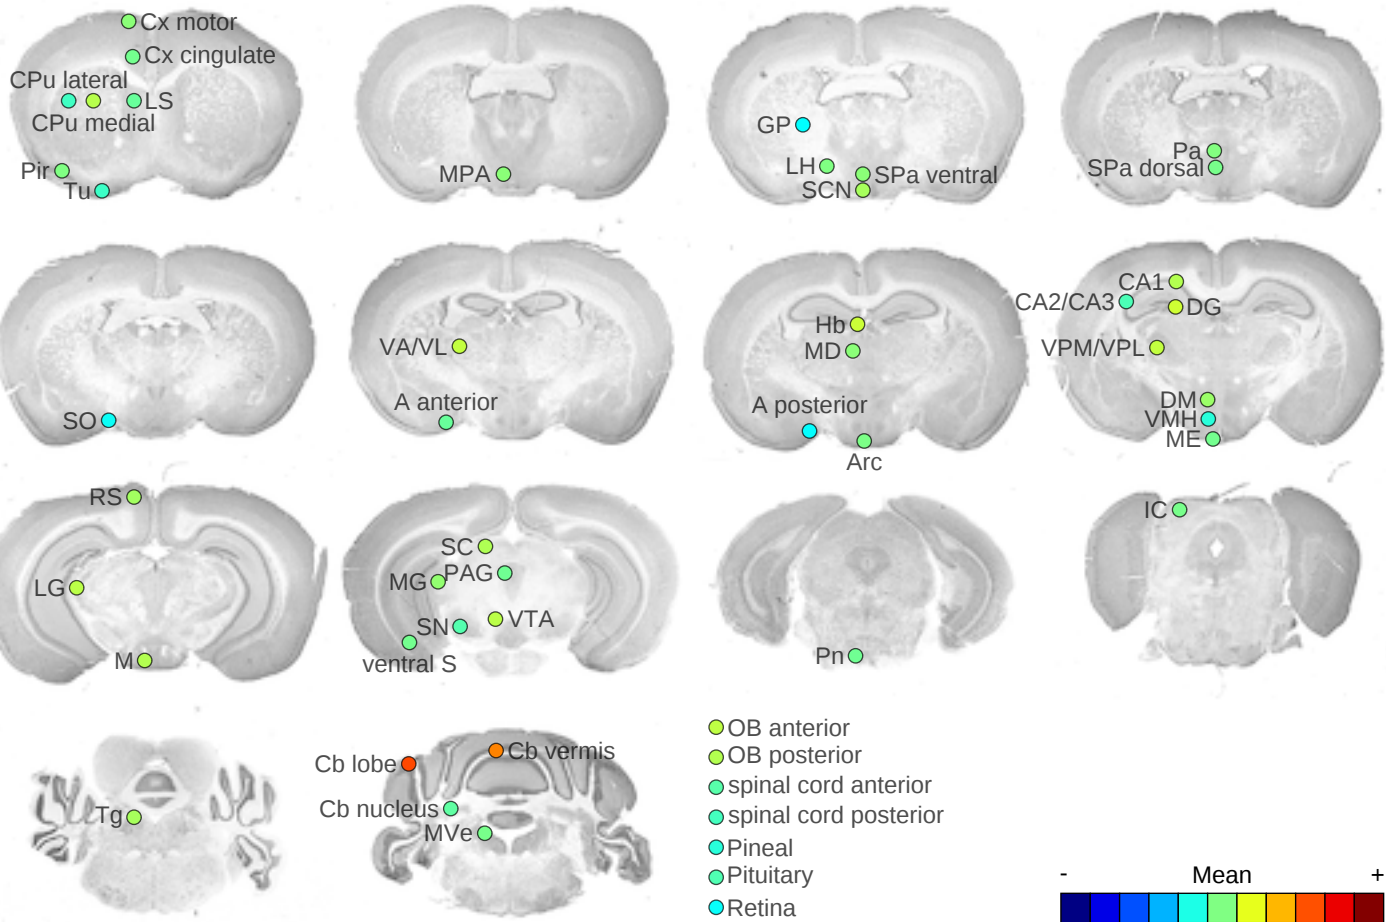 Cx motor
Cx cingulate
CPu lateral
LS
CPu medial
Pir
Tu
MPA
GP
LH
SPa ventral
SCN
Pa
SPa dorsal
SO
VA/VL
A anterior
Hb
MD
A posterior
Arc
CA1
CA2/CA3
DG
VPM/VPL
DM
VMH
ME
RS
LG
M
SC
MG
PAG
SN
VTA
ventral S
Pn
IC
Tg
Cb lobe
Cb vermis
Cb nucleus
MVe
OB anterior
OB posterior
spinal cord anterior
spinal cord posterior
Pineal
Pituitary
Retina
- Mean +